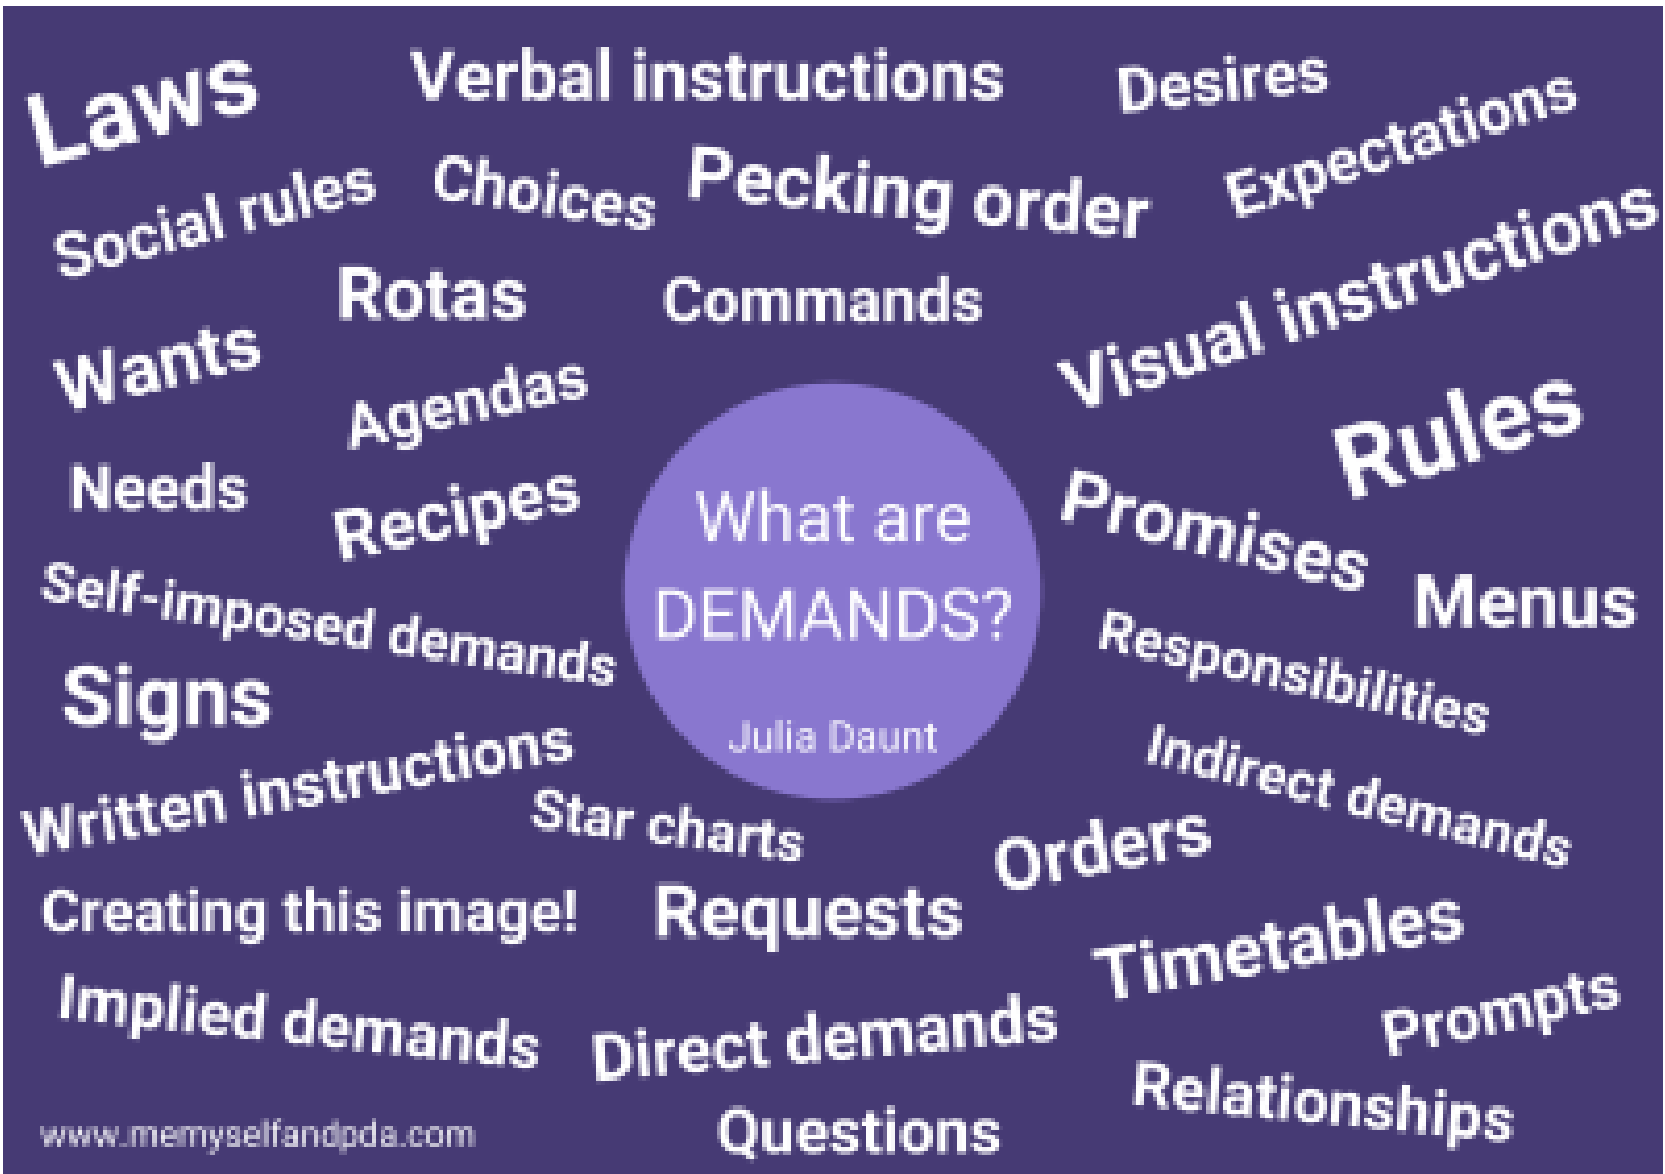 Laws
Verbal instructions
Desires
Expectations
Social rules
Choices
Pecking order
Visual instructions
Rotas
Commands
Wants
Agendas
Rules
Needs
Recipes
What are
DEMANDS?
Julia Daunt
Promises
Menus
Self-imposed demands
Responsibilities
Signs
Indirect demands
Written instructions
Star charts
Orders
Creating this image!
Requests
Timetables
Implied demands
Direct demands
Prompts
Relationships
www.memyselfandpda.com
Questions